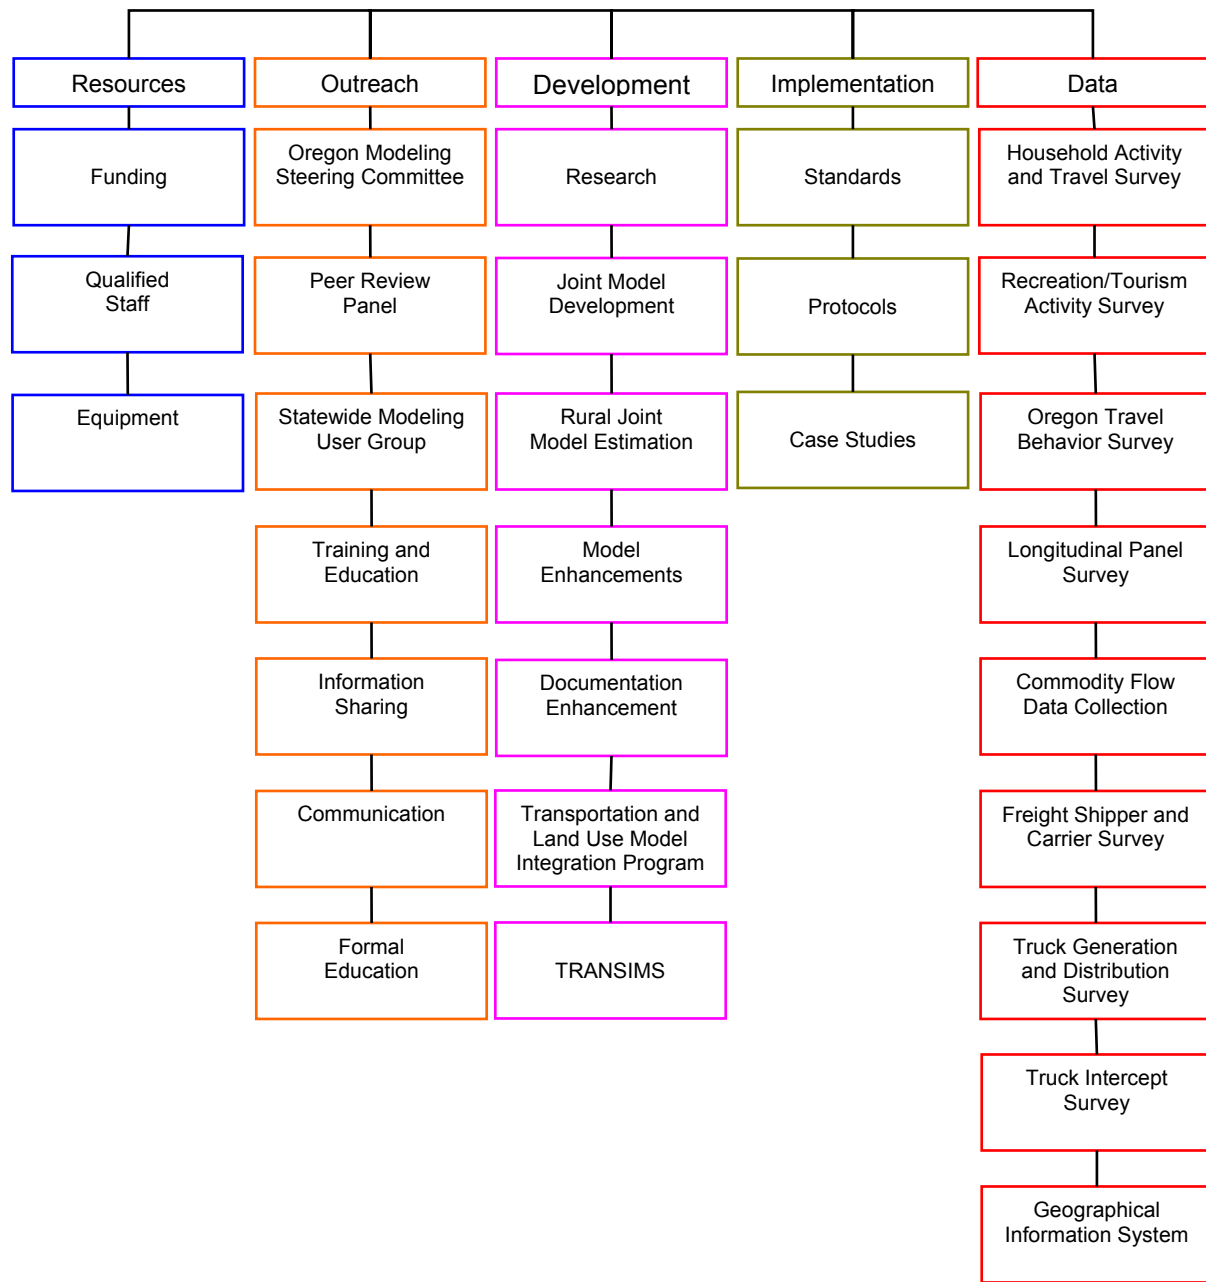 Resources
Outreach
Development
Implementation
Data
Funding
Oregon Modeling
Steering Committee
Research
Standards
Household Activity
and Travel Survey
Qualified
Staff
Peer Review
Panel
Joint Model
Development
Protocols
Recreation/Tourism
Activity Survey
Equipment
Statewide Modeling
User Group
Rural Joint
Model Estimation
Case Studies
Oregon Travel
Behavior Survey
Training and
Education
Model
Enhancements
Longitudinal Panel
Survey
Information
Sharing
Documentation
Enhancement
Commodity Flow
Data Collection
Communication
Transportation and
Land Use Model
Integration Program
Freight Shipper and
Carrier Survey
Formal
Education
TRANSIMS
Truck Generation
and Distribution
Survey
Truck Intercept
Survey
Geographical
Information System